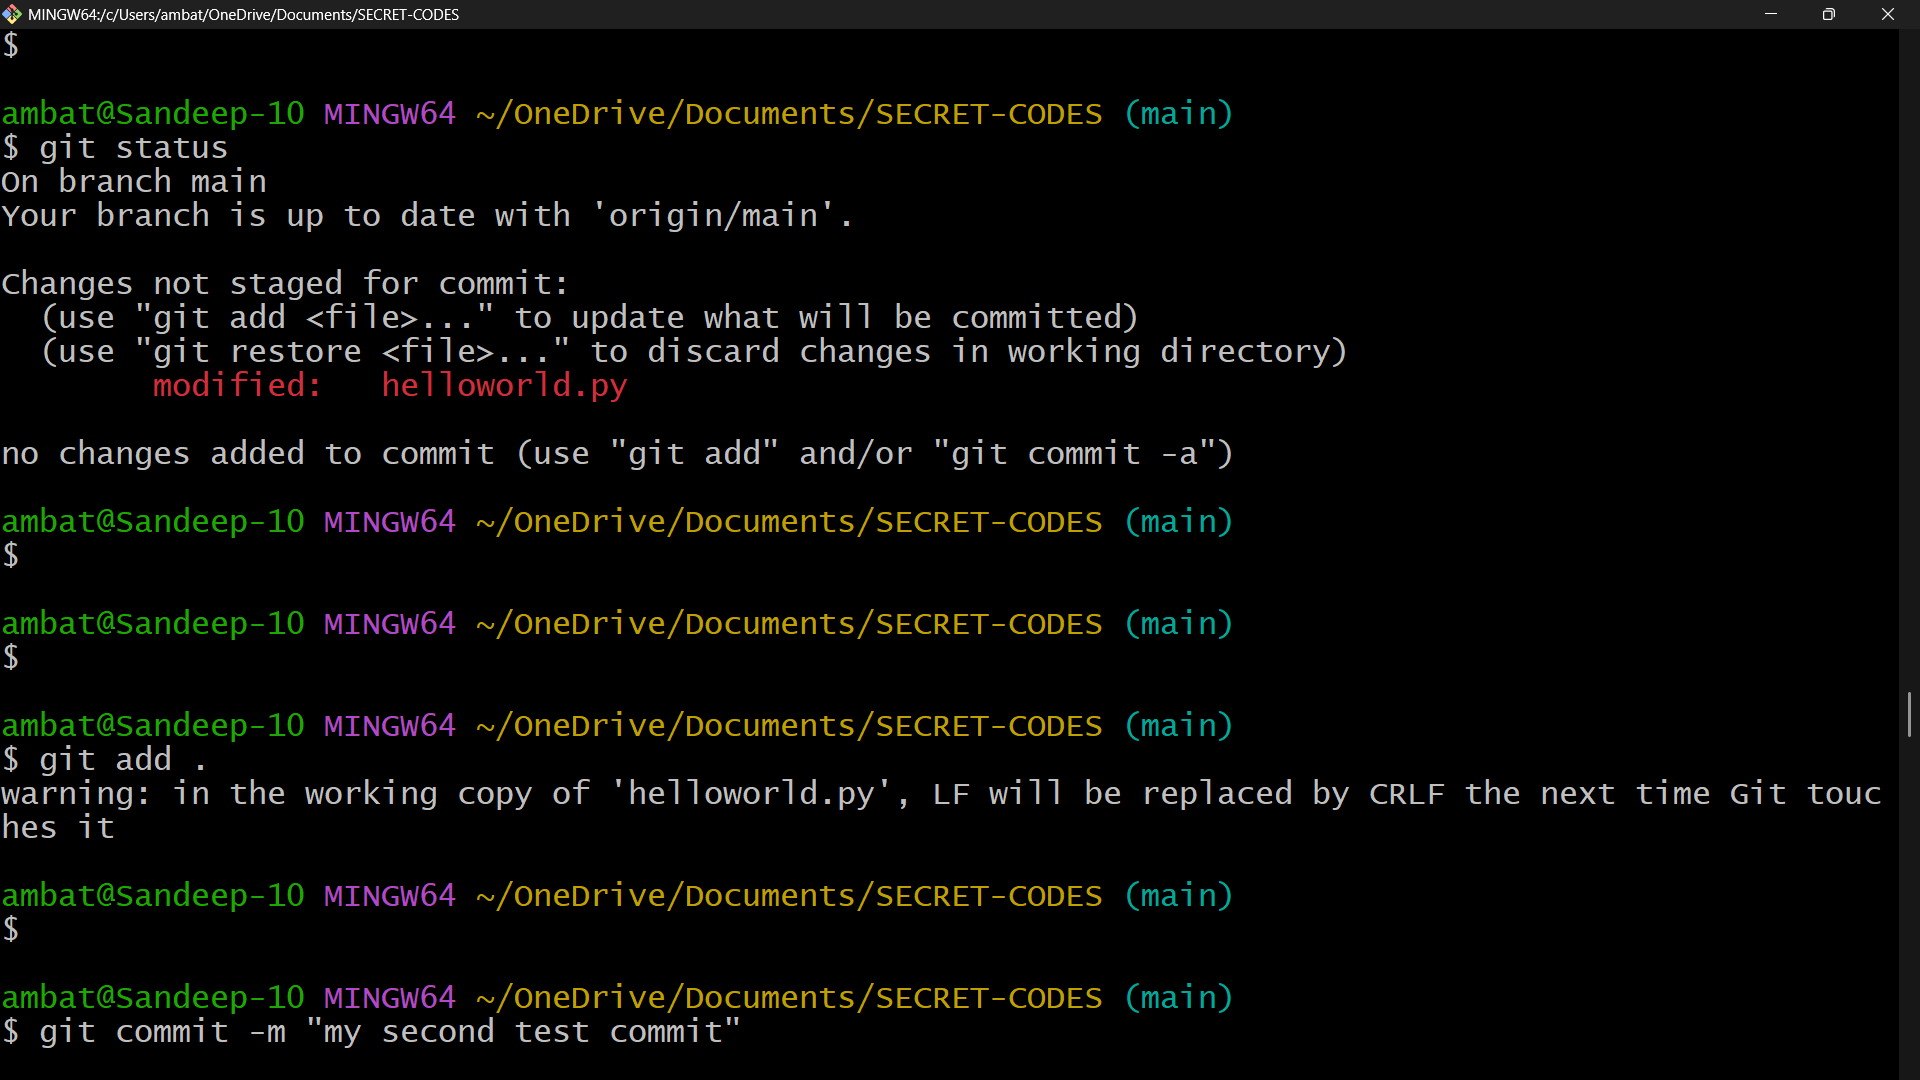 MINGW64:/c/Users/ambat/OneDrive/Documents/SECRET-CODES
$
ambat@Sandeep-10 MINGW64 ~/OneDrive/Documents/SECRET-CODES (main)
$ git status
On branch main
Your branch is up to date with 'origin/main'.
Changes not staged for commit:
  (use "git add <file>..." to update what will be committed)
  (use "git restore <file>..." to discard changes in working directory)
        modified:   helloworld.py
no changes added to commit (use "git add" and/or "git commit -a")
ambat@Sandeep-10 MINGW64 ~/OneDrive/Documents/SECRET-CODES (main)
$
ambat@Sandeep-10 MINGW64 ~/OneDrive/Documents/SECRET-CODES (main)
$
ambat@Sandeep-10 MINGW64 ~/OneDrive/Documents/SECRET-CODES (main)
$ git add .
warning: in the working copy of 'helloworld.py', LF will be replaced by CRLF the next time Git touc
hes it
ambat@Sandeep-10 MINGW64 ~/OneDrive/Documents/SECRET-CODES (main)
$
ambat@Sandeep-10 MINGW64 ~/OneDrive/Documents/SECRET-CODES (main)
$ git commit -m "my second test commit"